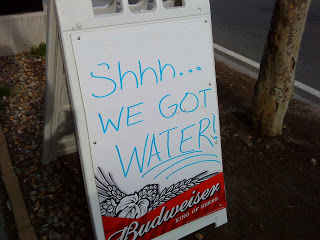 Shhh...
WE GOT
WATER!
Budweiser
KING OF BEERS